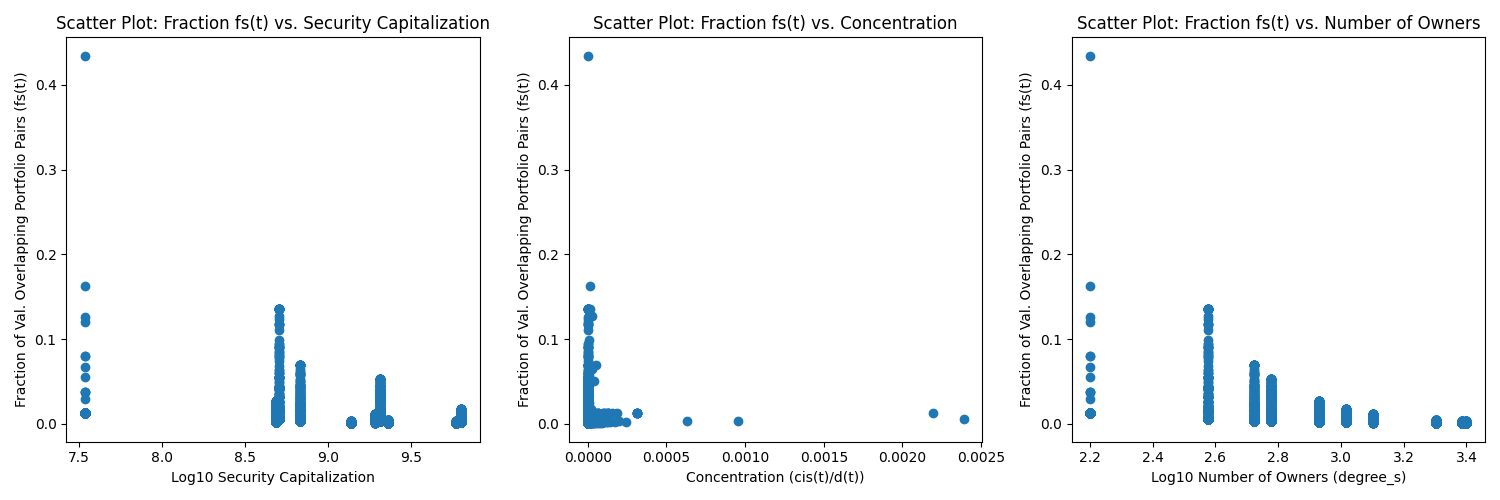 Scatter Plot: Fraction fs(t) vs. Security Capitalization
Fraction of Val. Overlapping Portfolio Pairs (fs(t))
0.4
0.3
0.2
0.1
0.0
7.5 8.0 8.5 9.0 9.5
Log10 Security Capitalization
Scatter Plot: Fraction fs(t) vs. Concentration
Fraction of Val. Overlapping Portfolio Pairs (fs(t))
0.4
0.3
0.2
0.1
0.0
0.0000 0.0005 0.0010 0.0015 0.0020 0.0025
Concentration (cis(t)/d(t))
Scatter Plot: Fraction fs(t) vs. Number of Owners
Fraction of Val. Overlapping Portfolio Pairs (fs(t))
0.4
0.3
0.2
0.1
0.0
2.2 2.4 2.6 2.8 3.0 3.2 3.4
Log10 Number of Owners (degree_s)